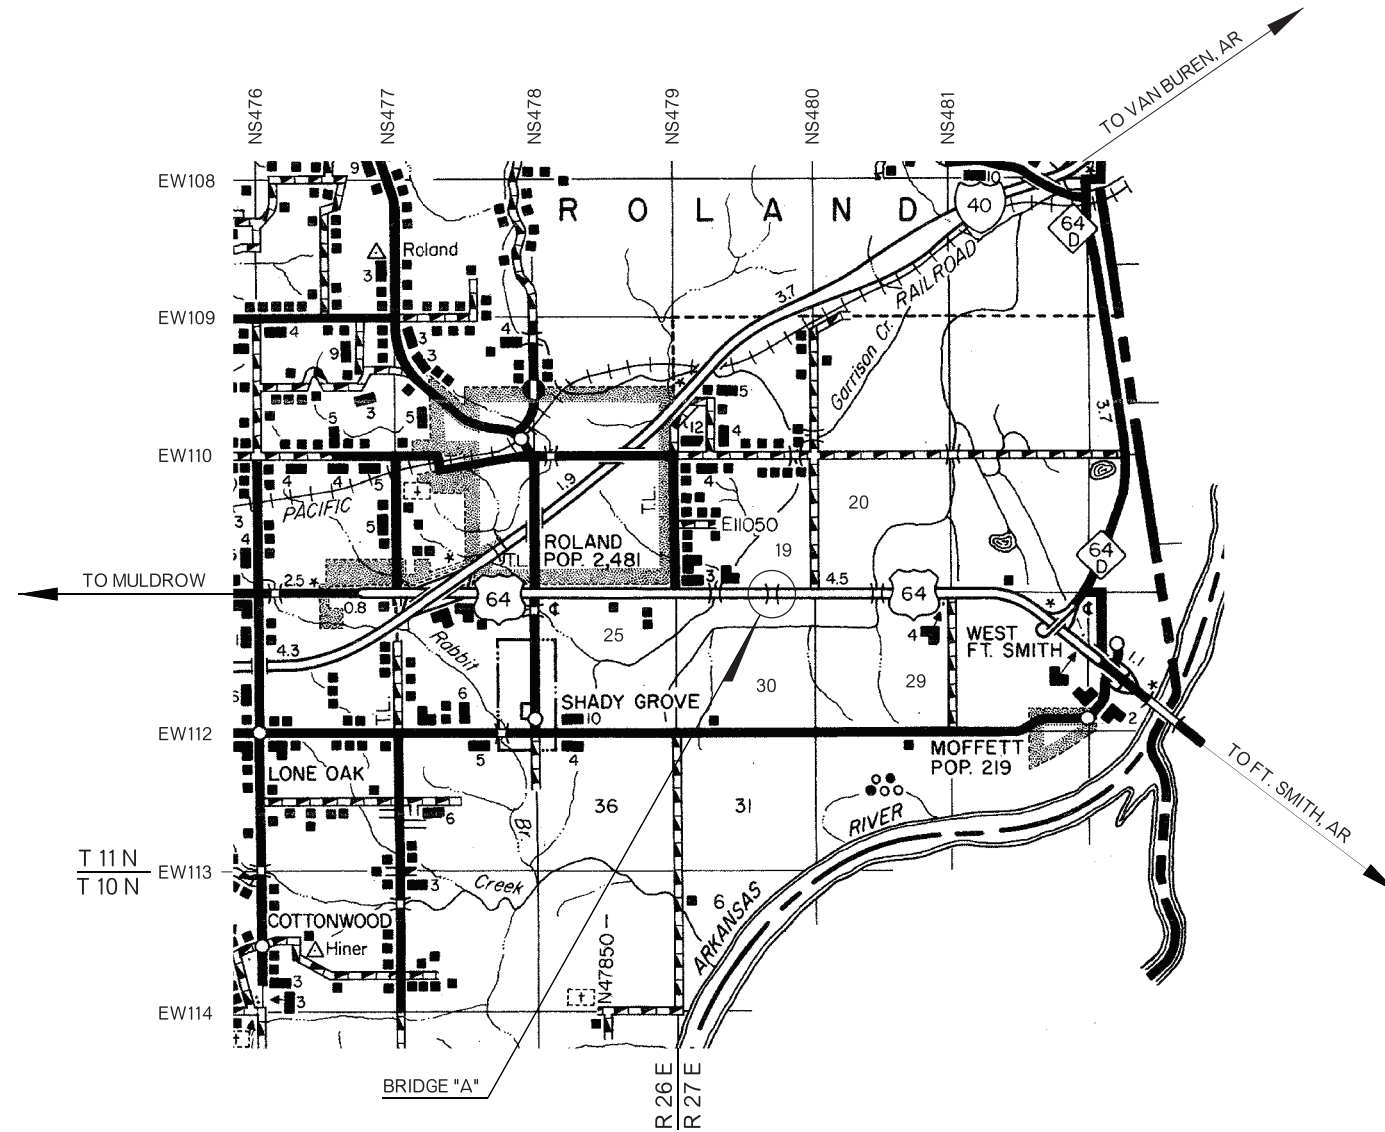 TO VAN BUREN, AR
NS476
NS477
NS478
NS479
NS480
NS481
EW108
9
10
40
64
D
R O L A N D
Roland
3
3.7
RAILROAD
EW109
4
3
3
4
9
Garrison Cr.
3
5
5
5
12
4
3.7
EW110
4
4
5
4
1.9
20
PACIFIC
T.L.
E11050
3
5
4
ROLAND
POP. 2,481
T.L.
19
64
D
TO MULDROW
2.5
*
0.8
64
3
4.5
64
*
25
4
WEST
FT. SMITH
Rabbit
4.3
1.1
*
30
29
6
SHADY GROVE
T.L.
10
2
EW112
MOFFETT
POP. 219
5
4
LONE OAK
TO FT. SMITH, AR
36
31
6
Br.
RIVER
T 11 N
T 10 N
EW113
3
Creek
6
ARKANSAS
COTTONWOOD
Hiner
N47850
3
3
EW114
BRIDGE "A"
R 26 E
R 27 E